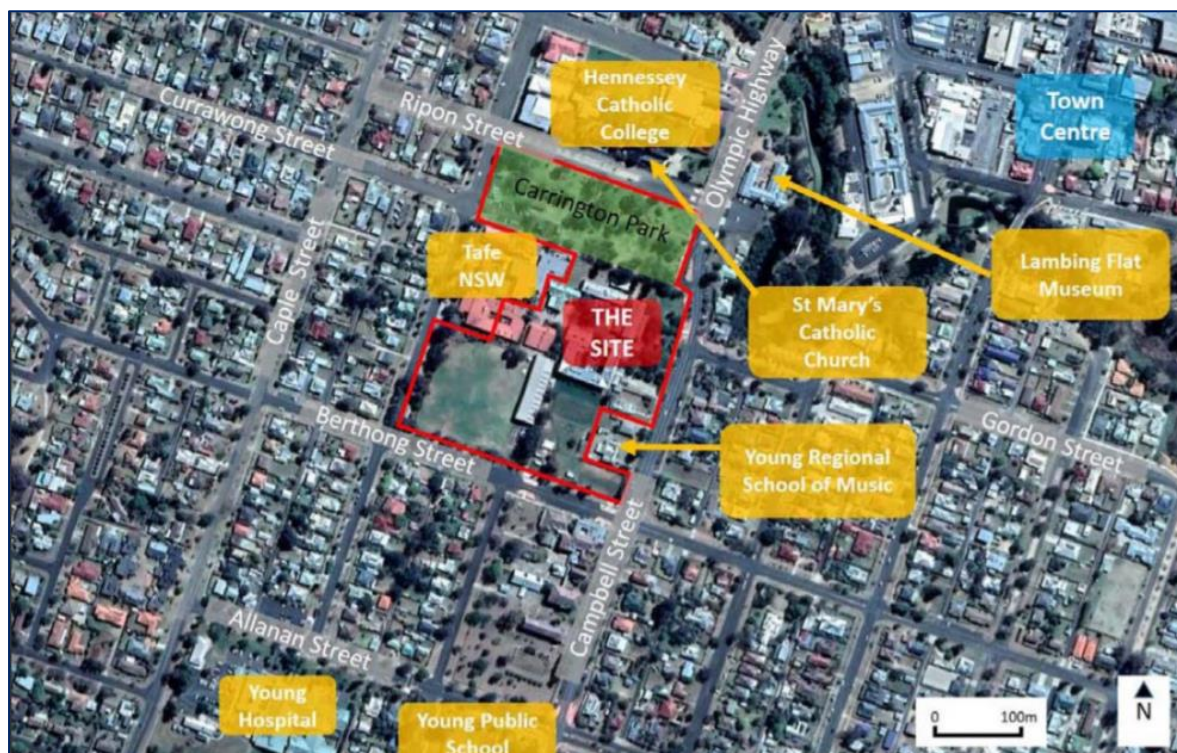 Hennessey
Catholic
College
Town
Centre
Currawong Street
Ripon Street
Olympic Highway
Carrington Park
Tafe
NSW
Lambing Flat
Museum
Caple Street
THE
SITE
St Mary's
Catholic
Church
Berthong Street
Gordon Street
Young Regional
School of Music
Campbell Street
Allanan Street
Young
Hospital
Young Public
School
0 100m
N